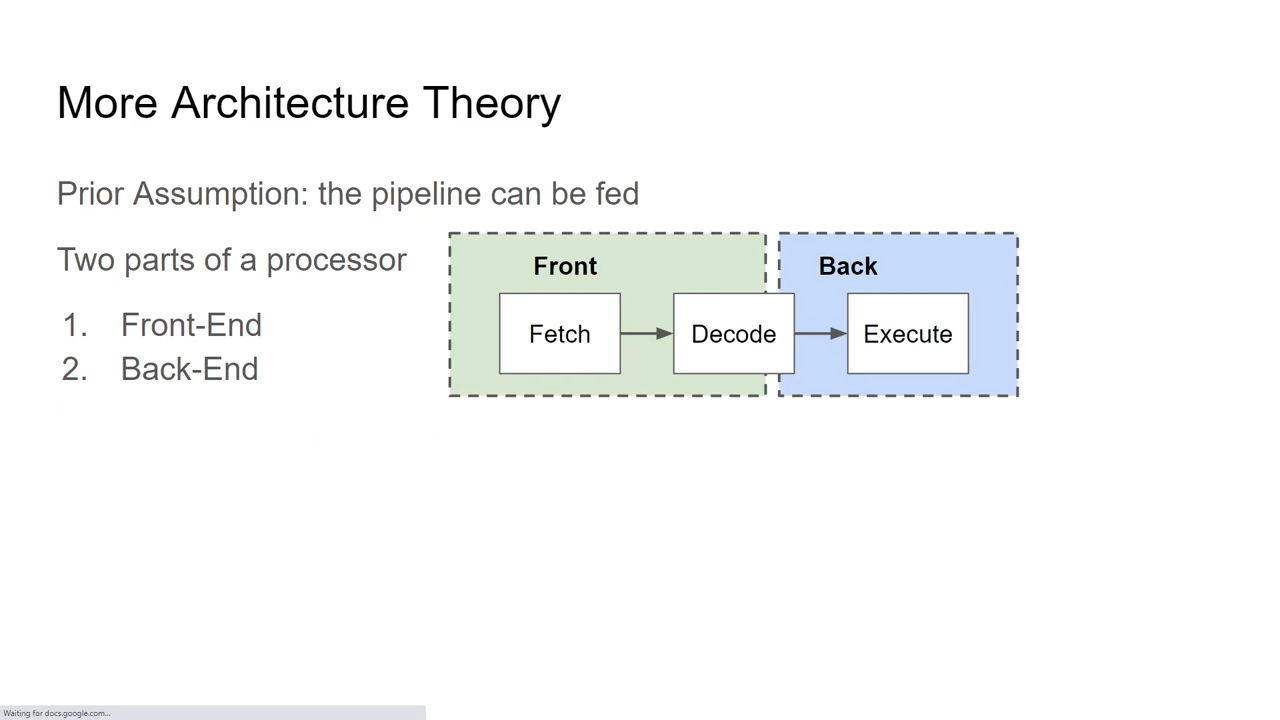 More Architecture Theory
Prior Assumption: the pipeline can be fed
Two parts of a processor
1. Front-End
2. Back-End
Front
Back
Fetch
Decode
Execute
Waiting for docs.google.com...